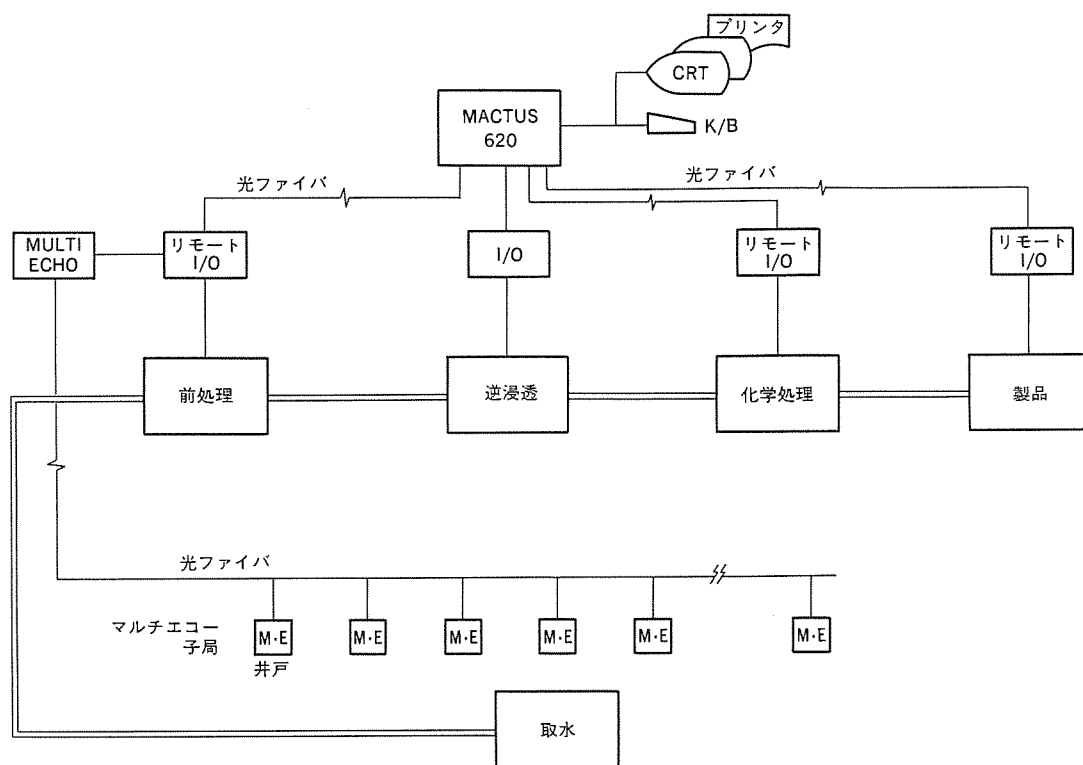 プリンタ
CRT
MACTUS
620
K/B
光ファイバ
光ファイバ
MULTI
ECHO
リモート
I/O
I/O
リモート
I/O
リモート
I/O
前処理
逆浸透
化学処理
製品
光ファイバ
マルチエコー
子局
M·E
M·E
M·E
M·E
M·E
M·E
井戸
取水